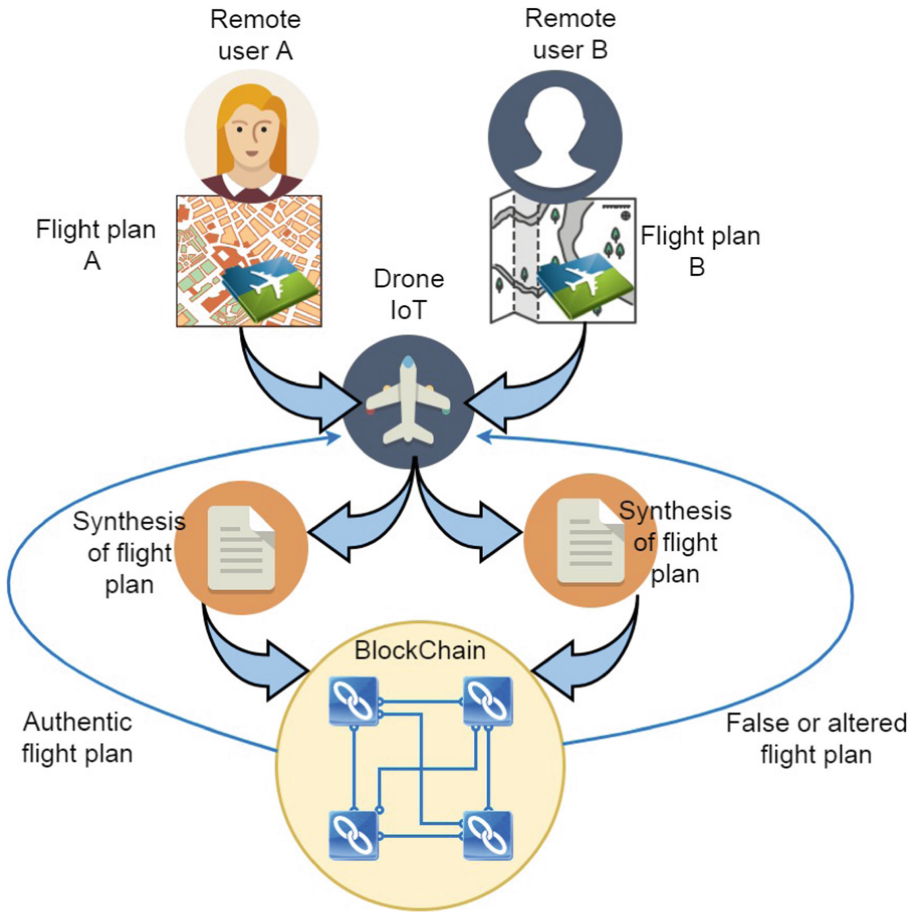 Remote
user A
Remote
user B
Flight plan
A
Flight plan
B
Drone
IoT
Synthesis
of flight
plan
Synthesis
of flight
plan
BlockChain
Authentic
flight plan
False or altered
flight plan